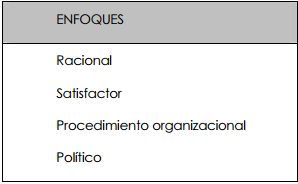 ENFOQUES
Racional
Satisfactor
Procedimiento organizacional
Político